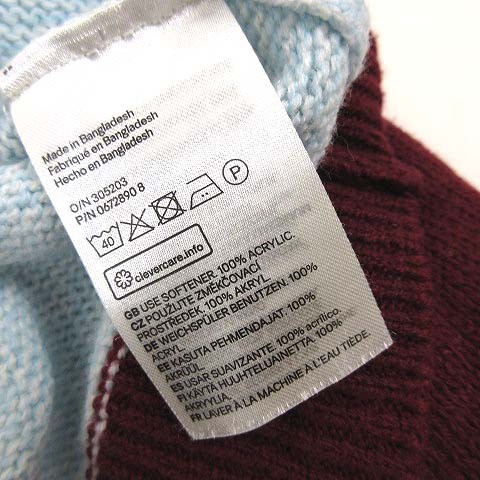 Made in Bangladesh
Fabriqué en Bangladesh
Hecho en Bangladesh
O/N 305203
P/N 0672890 8
40
P
clevercare.info
GB USE SOFTENER. 100% ACRYLIC.
CZ POUŽIJTE ZMĚKČOVACÍ
PROSTŘEDEK. 100% AKRYL.
DE WEICHSPÜLER BENUTZEN. 100%
ACRYL.
EE KASUTA PEHMENDAJAT. 100%
AKRÜÜL.
ES USAR SUAVIZANTE. 100% acrílico.
FI KÄYTÄ HUUHTELUAINETTA. 100%
AKRYYLIA.
FR LAVER À LA MACHINE À L'EAU TIÈDE.